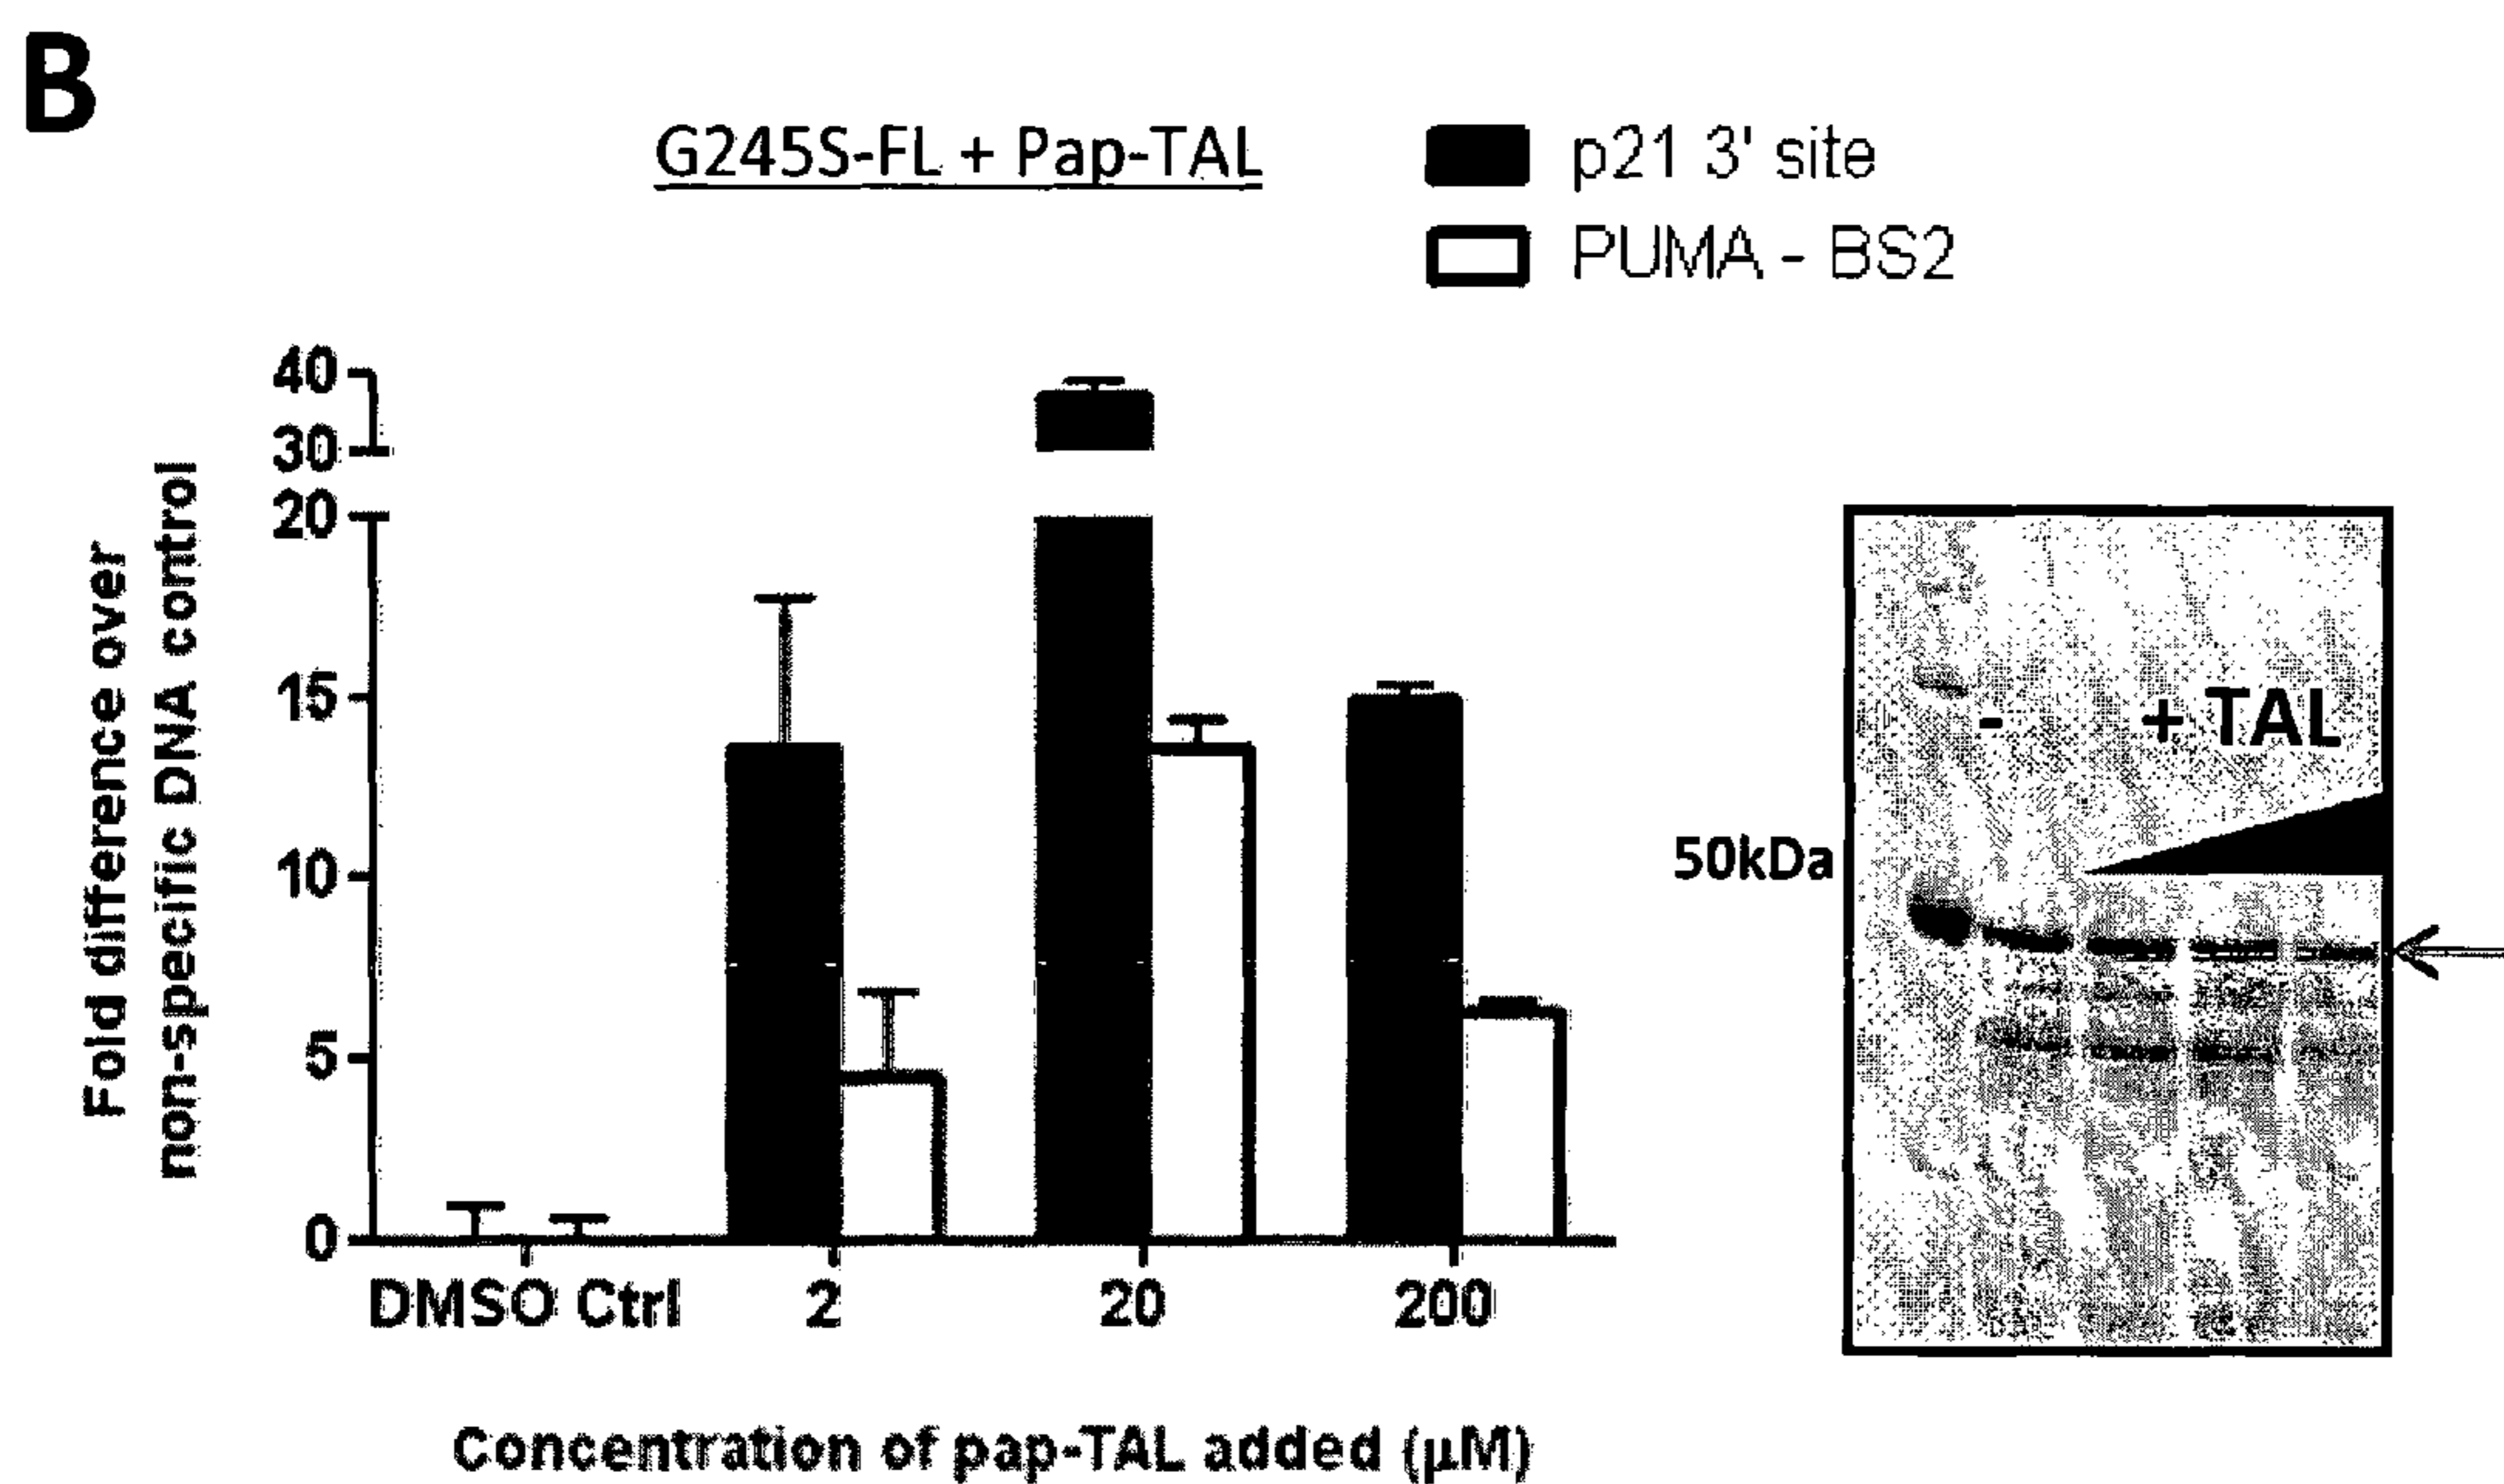 B
G245S-FL + Pap-TAL
p21 3' site
PUMA - BS2
Fold difference over
non-specific DNA control
40
30
20
15
10
5
0
DMSO Ctrl
2
20
200
Concentration of pap-TAL added (µM)
50kDa
- + TAL